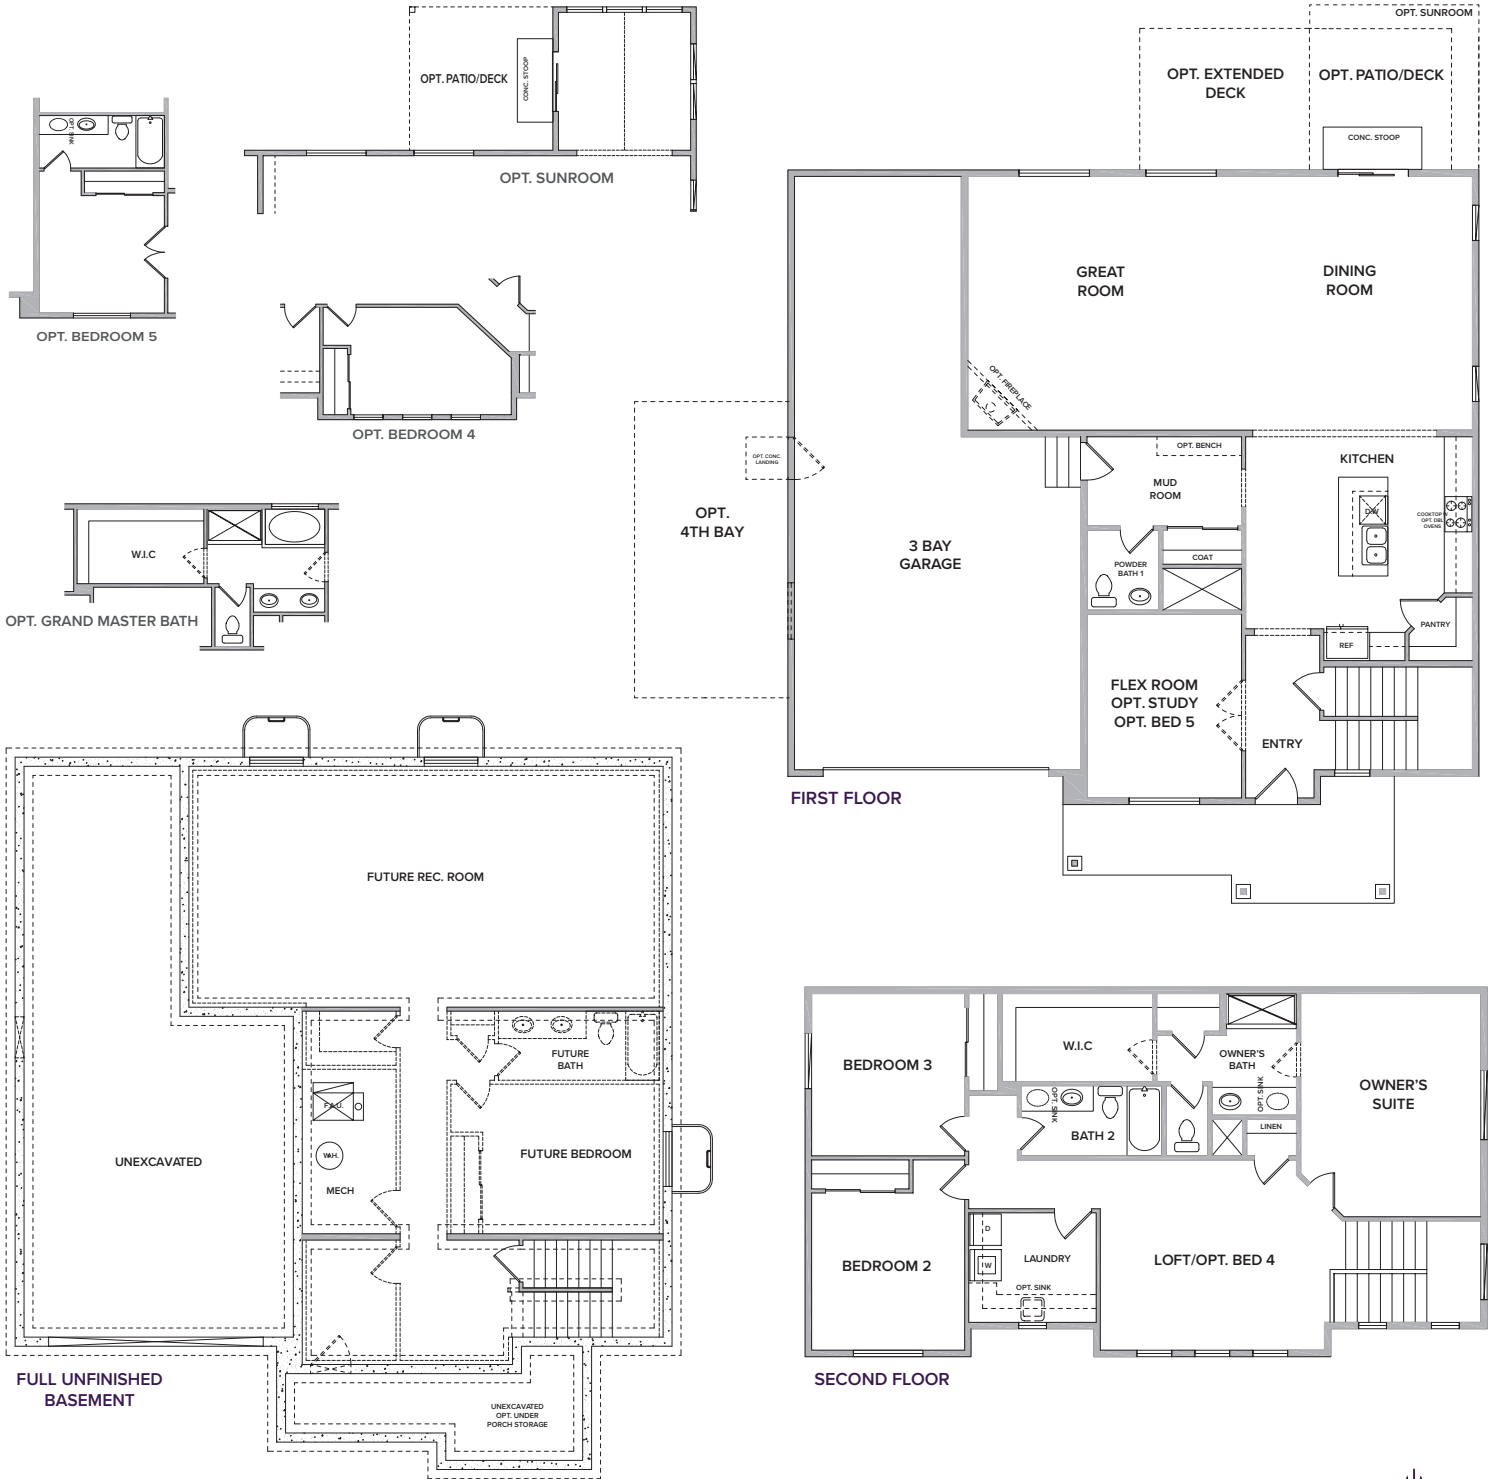 OPT. PATIO/DECK
CONC. STOOP
OPT. SUNROOM
OPT. SINK
OPT. BEDROOM 5
OPT. BEDROOM 4
W.I.C
OPT. GRAND MASTER BATH
OPT. SUNROOM
OPT. EXTENDED
DECK
OPT. PATIO/DECK
CONC. STOOP
GREAT
ROOM
DINING
ROOM
OPT. FIREPLACE
OPT. CONC.
LANDING
OPT.
4TH BAY
3 BAY
GARAGE
OPT. BENCH
MUD
ROOM
KITCHEN
D/W
COOKTOP W/
OPT. DBL
OVENS
COAT
POWDER
BATH 1
PANTRY
REF
FLEX ROOM
OPT. STUDY
OPT. BED 5
ENTRY
FIRST FLOOR
FUTURE REC. ROOM
FUTURE
BATH
F.A.U.
W.H.
MECH
FUTURE BEDROOM
UNEXCAVATED
UNEXCAVATED
OPT. UNDER
PORCH STORAGE
FULL UNFINISHED
BASEMENT
BEDROOM 3
W.I.C
OWNER'S
BATH
OWNER'S
SUITE
OPT. SINK
OPT. SINK
BATH 2
LINEN
BEDROOM 2
D
W
LAUNDRY
OPT. SINK
LOFT/OPT. BED 4
SECOND FLOOR